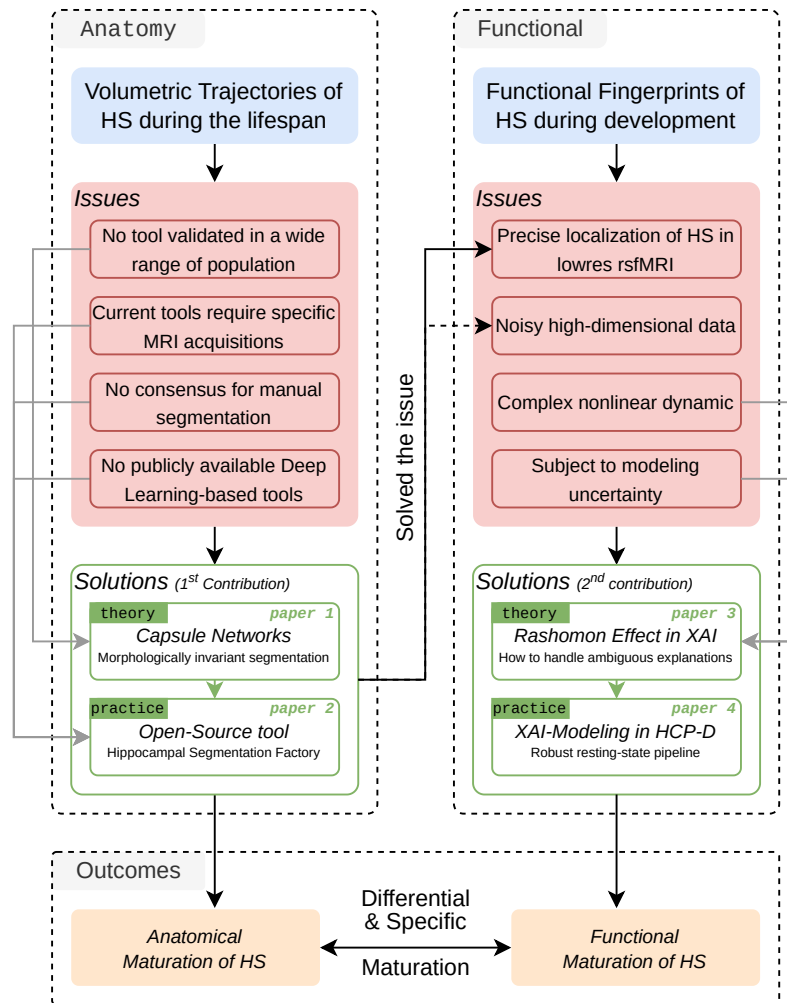 Anatomy
Volumetric Trajectories of
HS during the lifespan
Issues
No tool validated in a wide
range of population
Current tools require specific
MRI acquisitions
No consensus for manual
segmentation
No publicly available Deep
Learning-based tools
Solutions (1st Contribution)
theory
paper 1
Capsule Networks
Morphologically invariant segmentation
practice
paper 2
Open-Source tool
Hippocampal Segmentation Factory
Solved the issue
Functional
Functional Fingerprints of
HS during development
Issues
Precise localization of HS in
lowres rsfMRI
Noisy high-dimensional data
Complex nonlinear dynamic
Subject to modeling
uncertainty
Solutions (2nd contribution)
theory
paper 3
Rashomon Effect in XAI
How to handle ambiguous explanations
practice
paper 4
XAI-Modeling in HCP-D
Robust resting-state pipeline
Outcomes
Anatomical
Maturation of HS
Differential
& Specific
Maturation
Functional
Maturation of HS